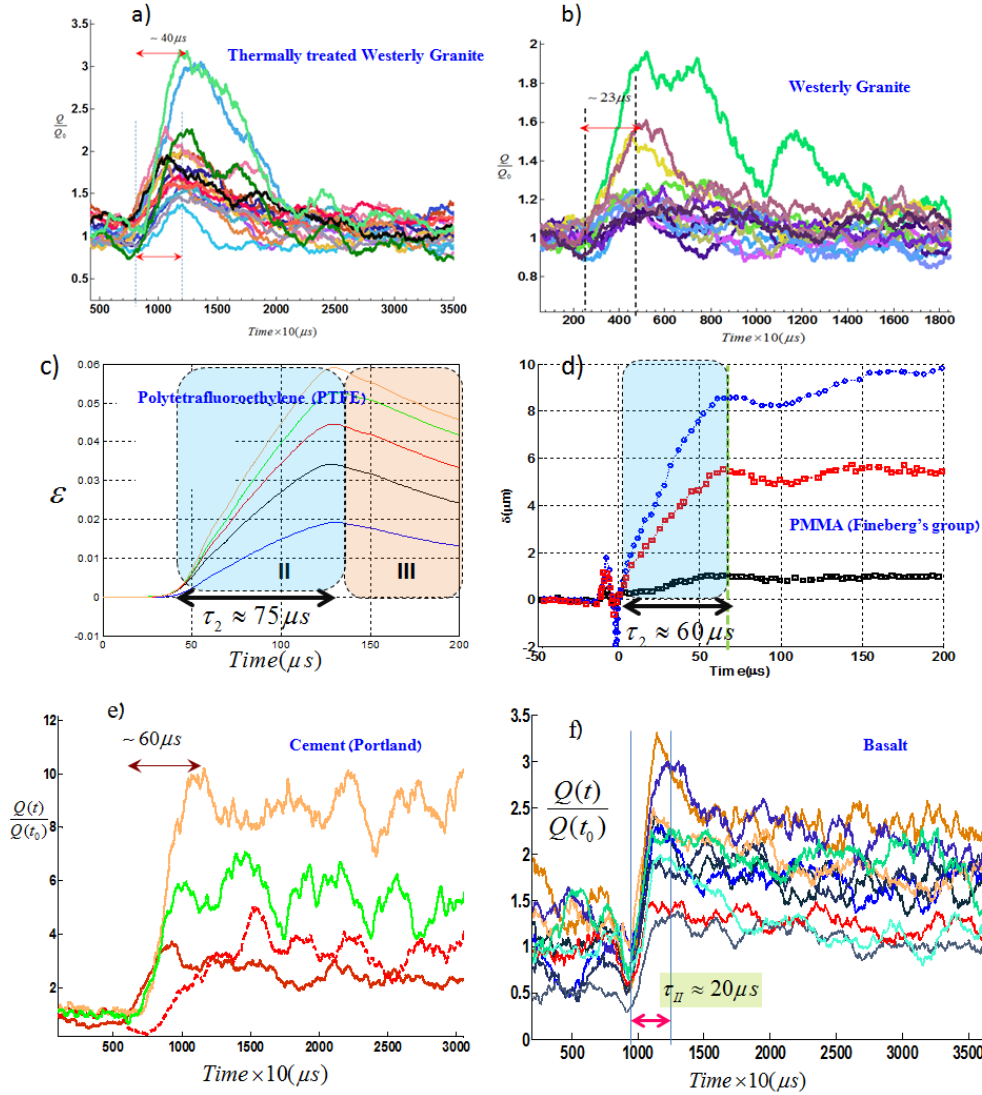 a)
3.5
3
2.5
2
1.5
1
0.5
~ 40μs
Thermally treated Westerly Granite
Q
Q₀
500 1000 1500 2000 2500 3000 3500
Time×10(μs)
b)
2
1.8
1.6
1.4
1.2
1
0.8
~ 23μs
Westerly Granite
Q
Q₀
200 400 600 800 1000 1200 1400 1600 1800
Time×10(μs)
c)
0.06
0.05
0.04
0.03
0.02
0.01
0
-0.01
Polytetrafluoroethylene (PTFE)
ε
II
III
τ₂ ≈ 75μs
0 50 100 150 200
Time(μs)
d)
10
8
6
4
2
0
-2
δ(μm)
PMMA (Fineberg's group)
τ₂ ≈ 60μs
-50 0 50 100 150 200
Time(μs)
e)
12
10
8
6
4
2
~ 60μs
Cement (Portland)
Q(t)
Q(t₀)
500 1000 1500 2000 2500 3000
Time×10(μs)
f)
3.5
3
2.5
2
1.5
1
0.5
0
Basalt
Q(t)
Q(t₀)
τ_II ≈ 20μs
500 1000 1500 2000 2500 3000 3500
Time×10(μs)